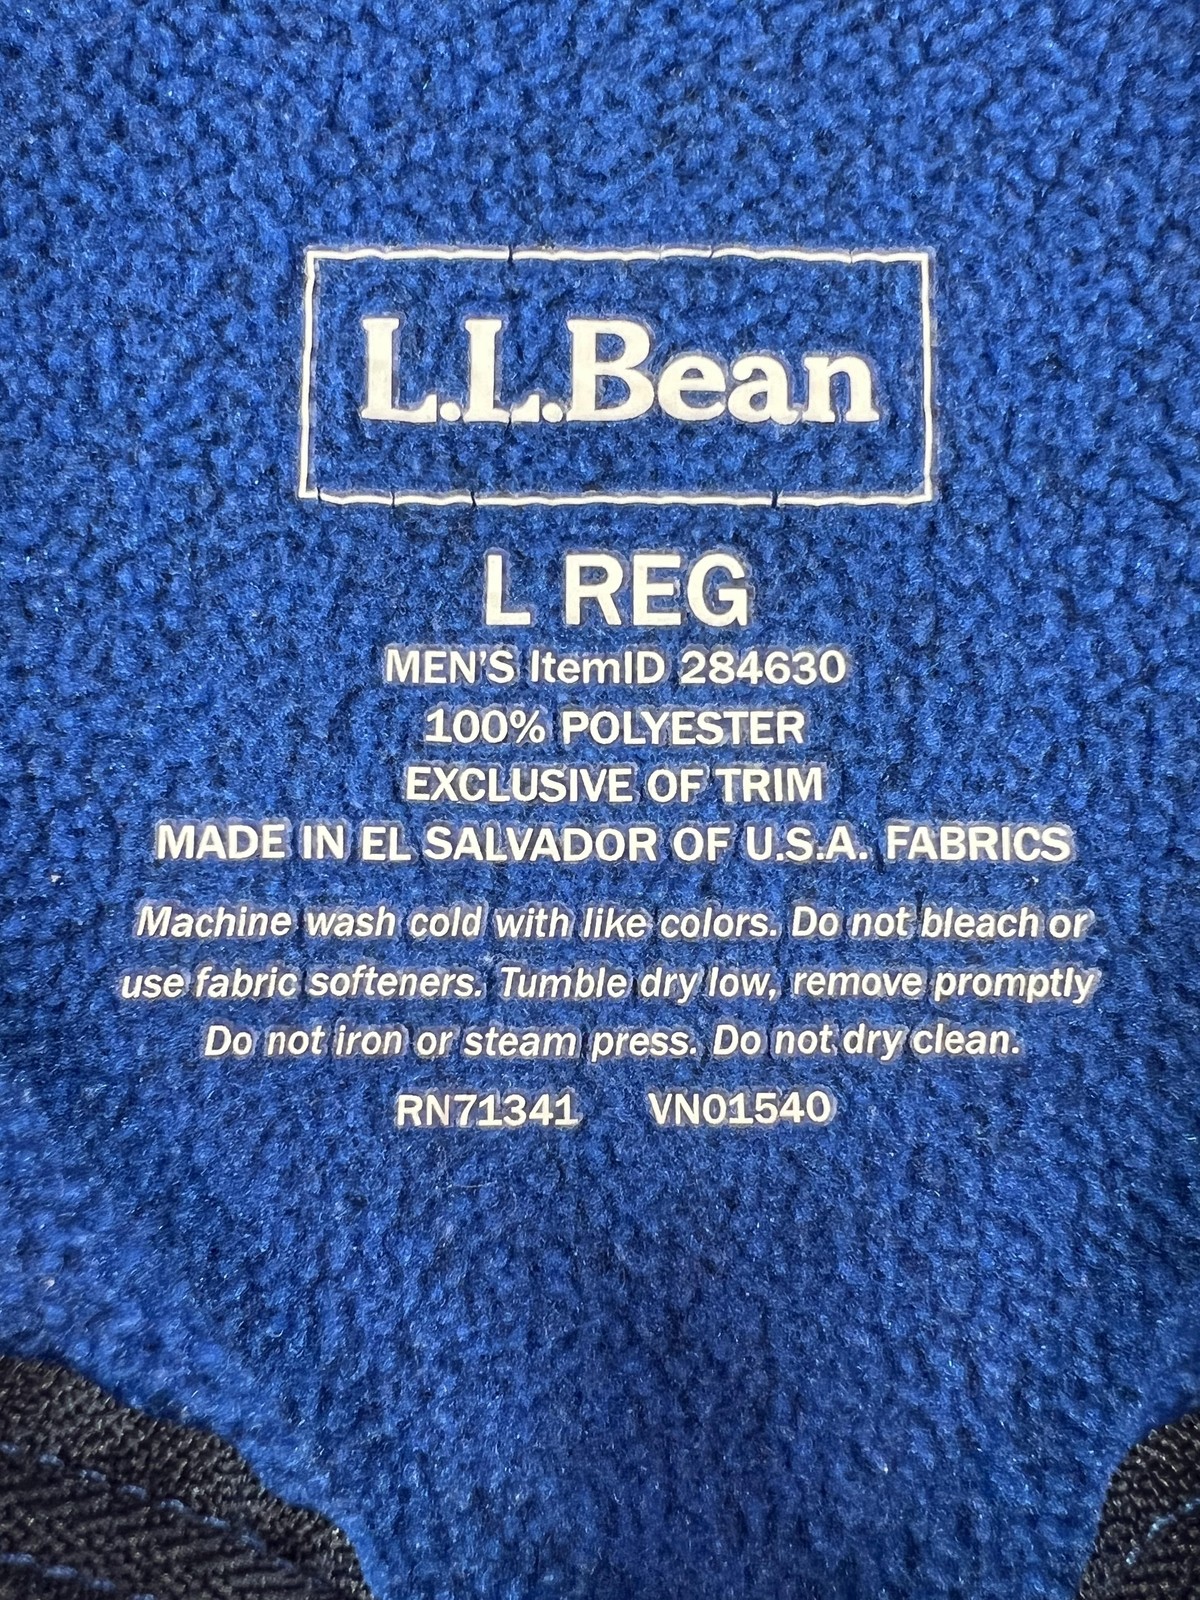 L.L.Bean
L REG
MEN'S ItemID 284630
100% POLYESTER
EXCLUSIVE OF TRIM
MADE IN EL SALVADOR OF U.S.A. FABRICS
Machine wash cold with like colors. Do not bleach or
use fabric softeners. Tumble dry low, remove promptly
Do not iron or steam press. Do not dry clean.
RN71341 VN01540